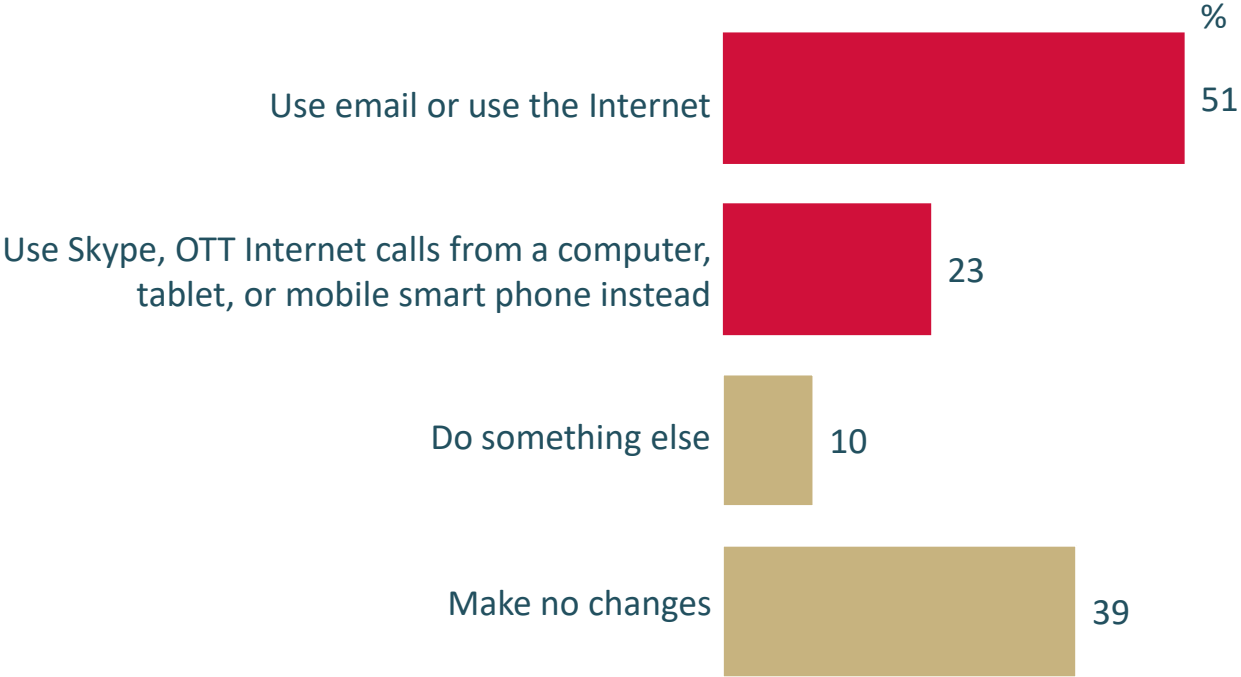 %
Use email or use the Internet
51
Use Skype, OTT Internet calls from a computer,
tablet, or mobile smart phone instead
23
Do something else
10
Make no changes
39